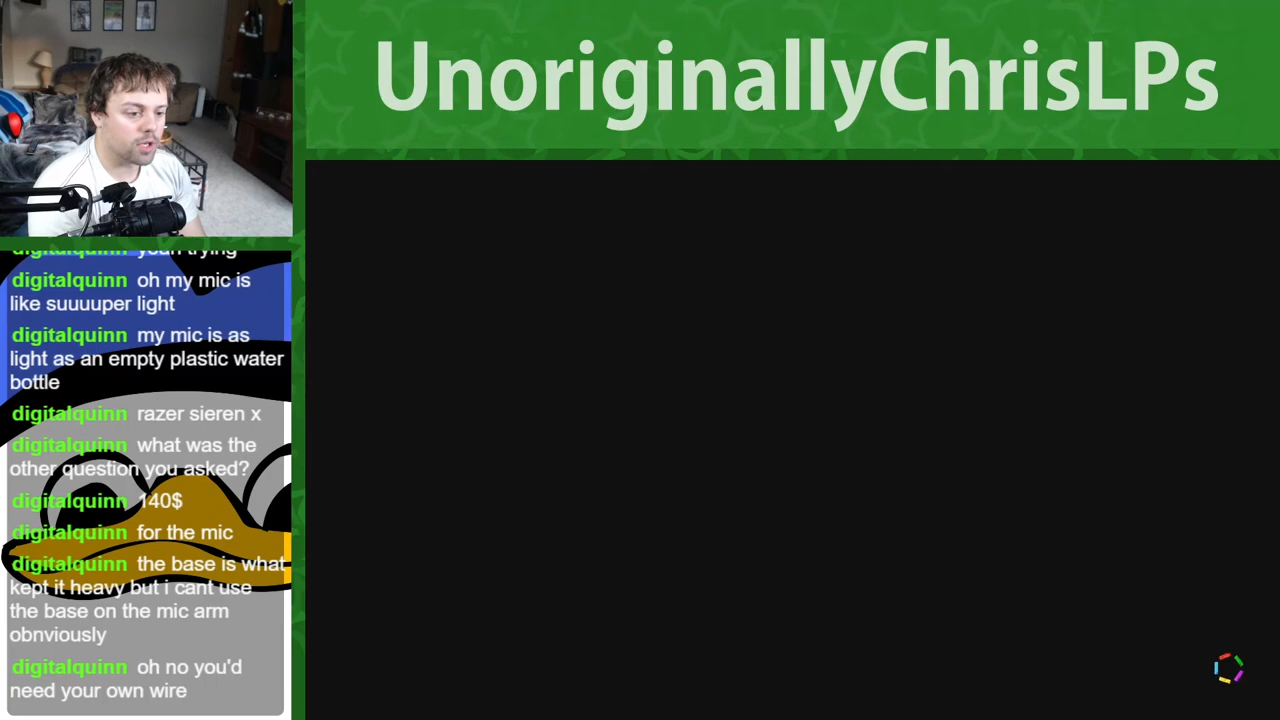 UnoriginallyChrisLPs
digitalquinn yeah trying
digitalquinn oh my mic is
like suuuuper light
digitalquinn my mic is as
light as an empty plastic water
bottle
digitalquinn razer sieren x
digitalquinn what was the
other question you asked?
digitalquinn 140$
digitalquinn for the mic
digitalquinn the base is what
kept it heavy but i cant use
the base on the mic arm
obnviously
digitalquinn oh no you'd
need your own wire